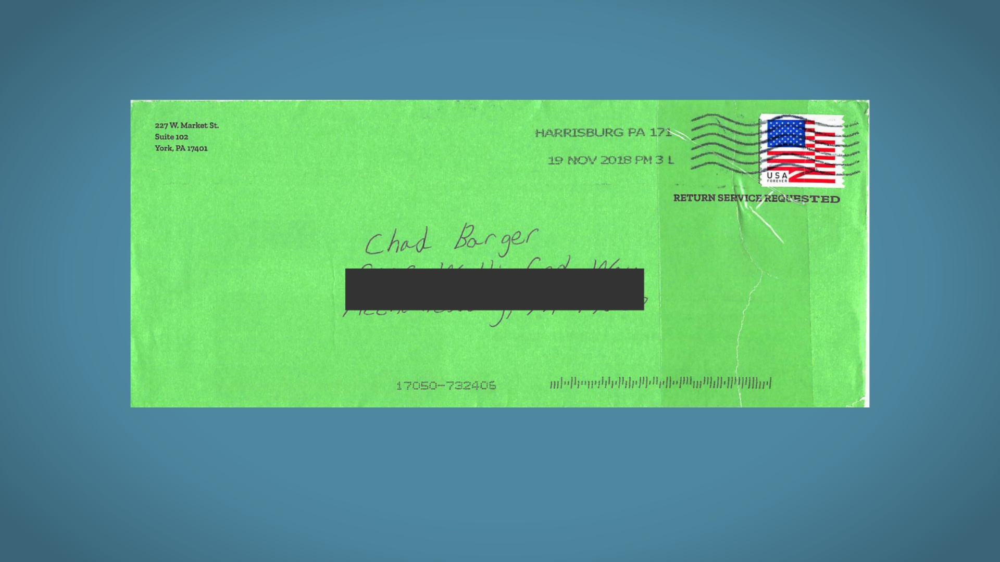 227 W. Market St.
Suite 102
York, PA 17401
HARRISBURG PA 171
19 NOV 2018 PM 3 L
USA
FOREVER
RETURN SERVICE REQUESTED
Chad Barger
17050-732406